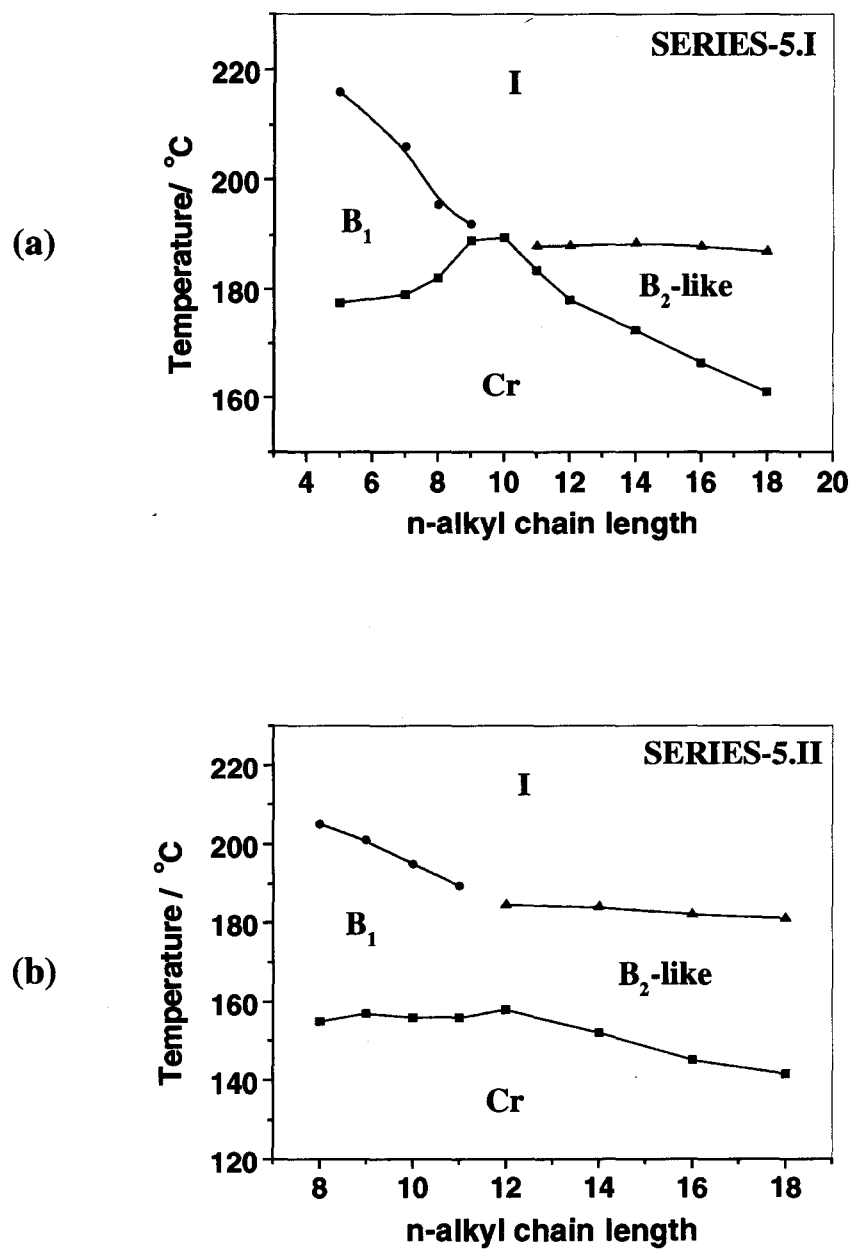 (a)
SERIES-5.I
Temperature/ °C
220
200
180
160
I
B1
B2-like
Cr
4 6 8 10 12 14 16 18 20
n-alkyl chain length
(b)
SERIES-5.II
Temperature / °C
220
200
180
160
140
120
I
B1
B2-like
Cr
8 10 12 14 16 18
n-alkyl chain length